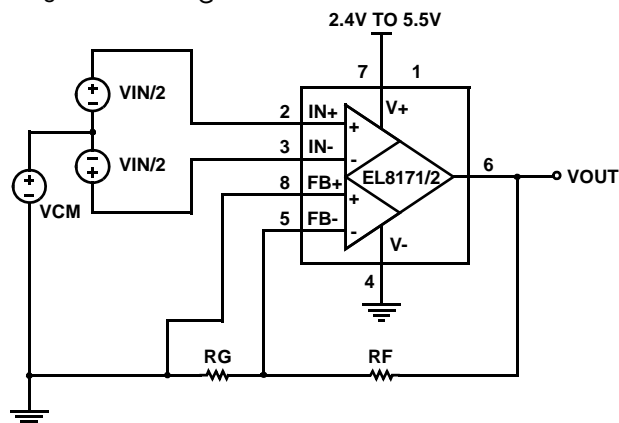 2.4V TO 5.5V
7 1
VIN/2
2 IN+ V+
+
-
+
3 IN- -
VIN/2
-
+
EL8171/2 6 VOUT
8 FB+ +
+
-
VCM
5 FB- -
V-
4
RG RF